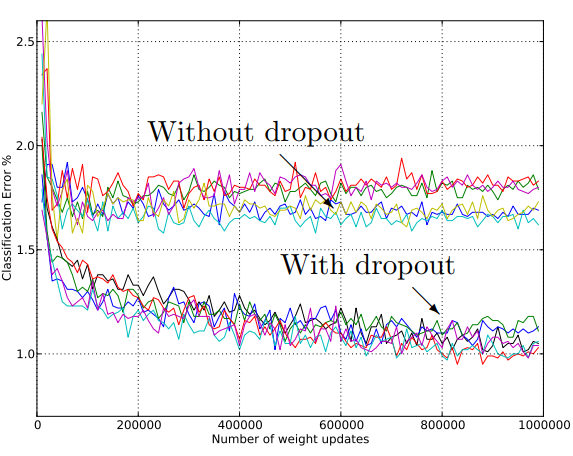 2.5
Without dropout
2.0
Classification Error %
1.5
With dropout
1.0
0 200000 400000 600000 800000 1000000
Number of weight updates